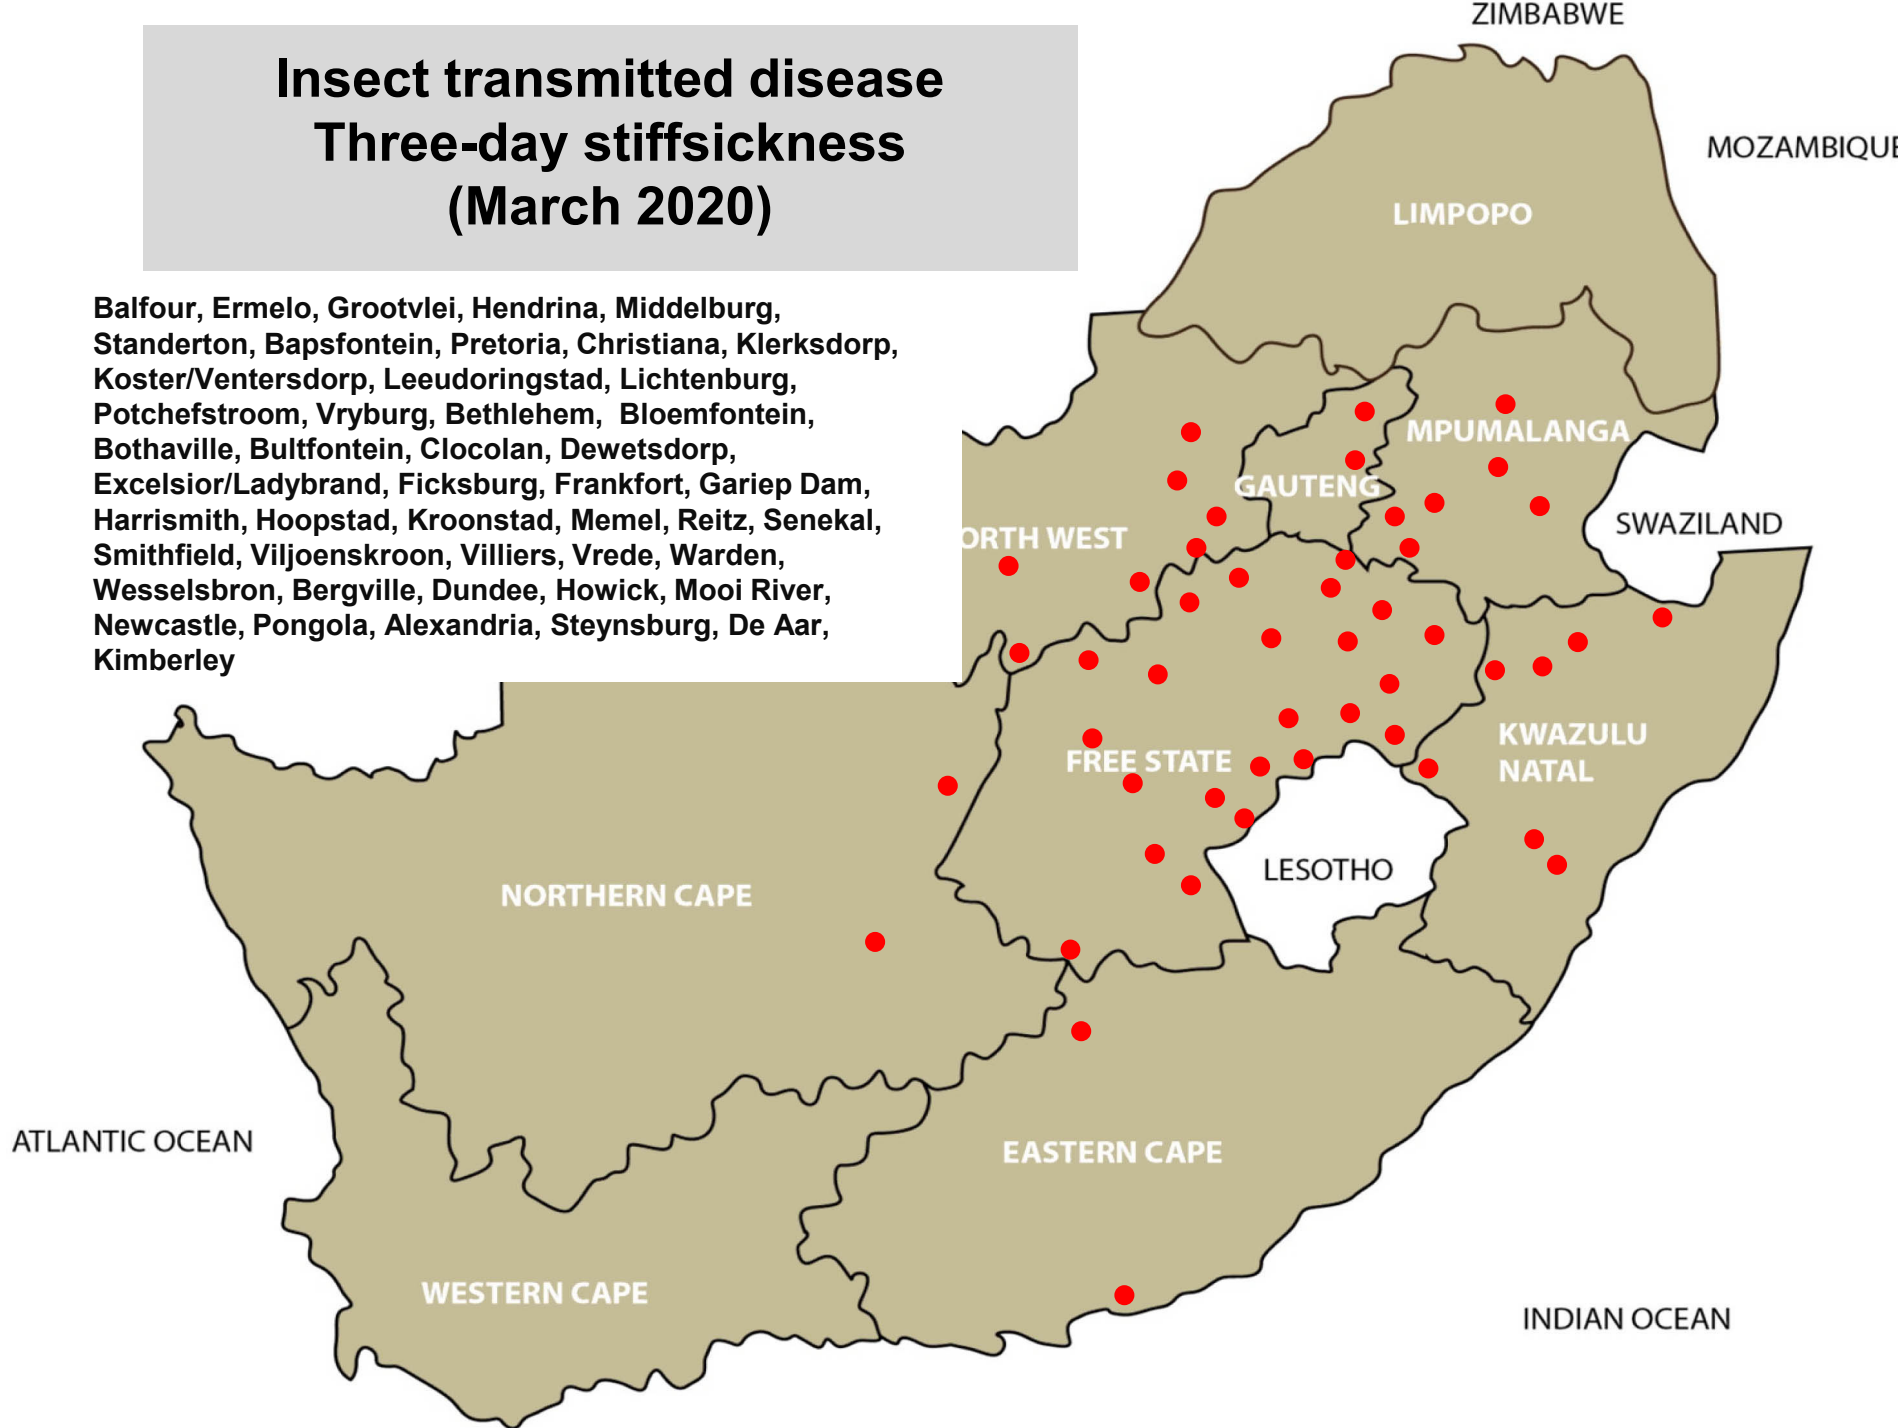 ZIMBABWE
Insect transmitted disease
Three-day stiffsickness
(March 2020)
MOZAMBIQUE
LIMPOPO
Balfour, Ermelo, Grootvlei, Hendrina, Middelburg,
Standerton, Bapsfontein, Pretoria, Christiana, Klerksdorp,
Koster/Ventersdorp, Leeudoringstad, Lichtenburg,
Potchefstroom, Vryburg, Bethlehem, Bloemfontein,
Bothaville, Bultfontein, Clocolan, Dewetsdorp,
Excelsior/Ladybrand, Ficksburg, Frankfort, Gariep Dam,
Harrismith, Hoopstad, Kroonstad, Memel, Reitz, Senekal,
Smithfield, Viljoenskroon, Villiers, Vrede, Warden,
Wesselsbron, Bergville, Dundee, Howick, Mooi River,
Newcastle, Pongola, Alexandria, Steynsburg, De Aar,
Kimberley
MPUMALANGA
GAUTENG
SWAZILAND
ORTH WEST
KWAZULU
NATAL
FREE STATE
LESOTHO
NORTHERN CAPE
ATLANTIC OCEAN
EASTERN CAPE
WESTERN CAPE
INDIAN OCEAN